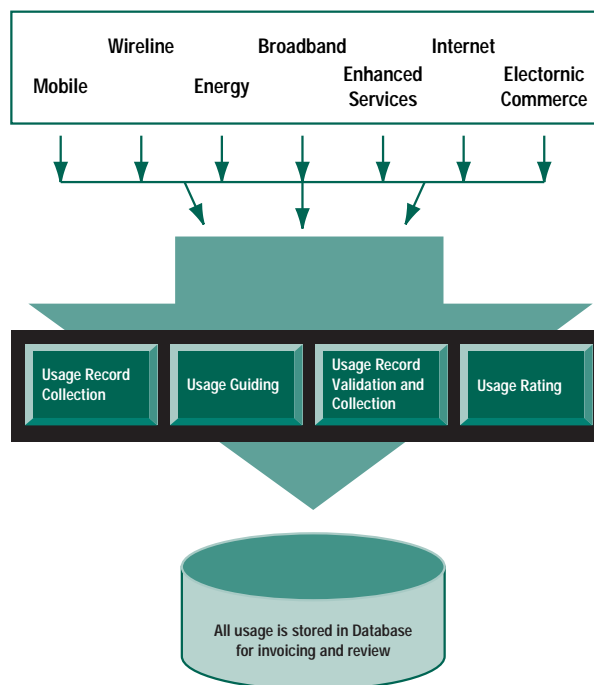 Wireline Broadband Internet
Mobile Energy Enhanced Services Electornic Commerce
Usage Record
Collection
Usage Guiding
Usage Record
Validation and
Collection
Usage Rating
All usage is stored in Database
for invoicing and review